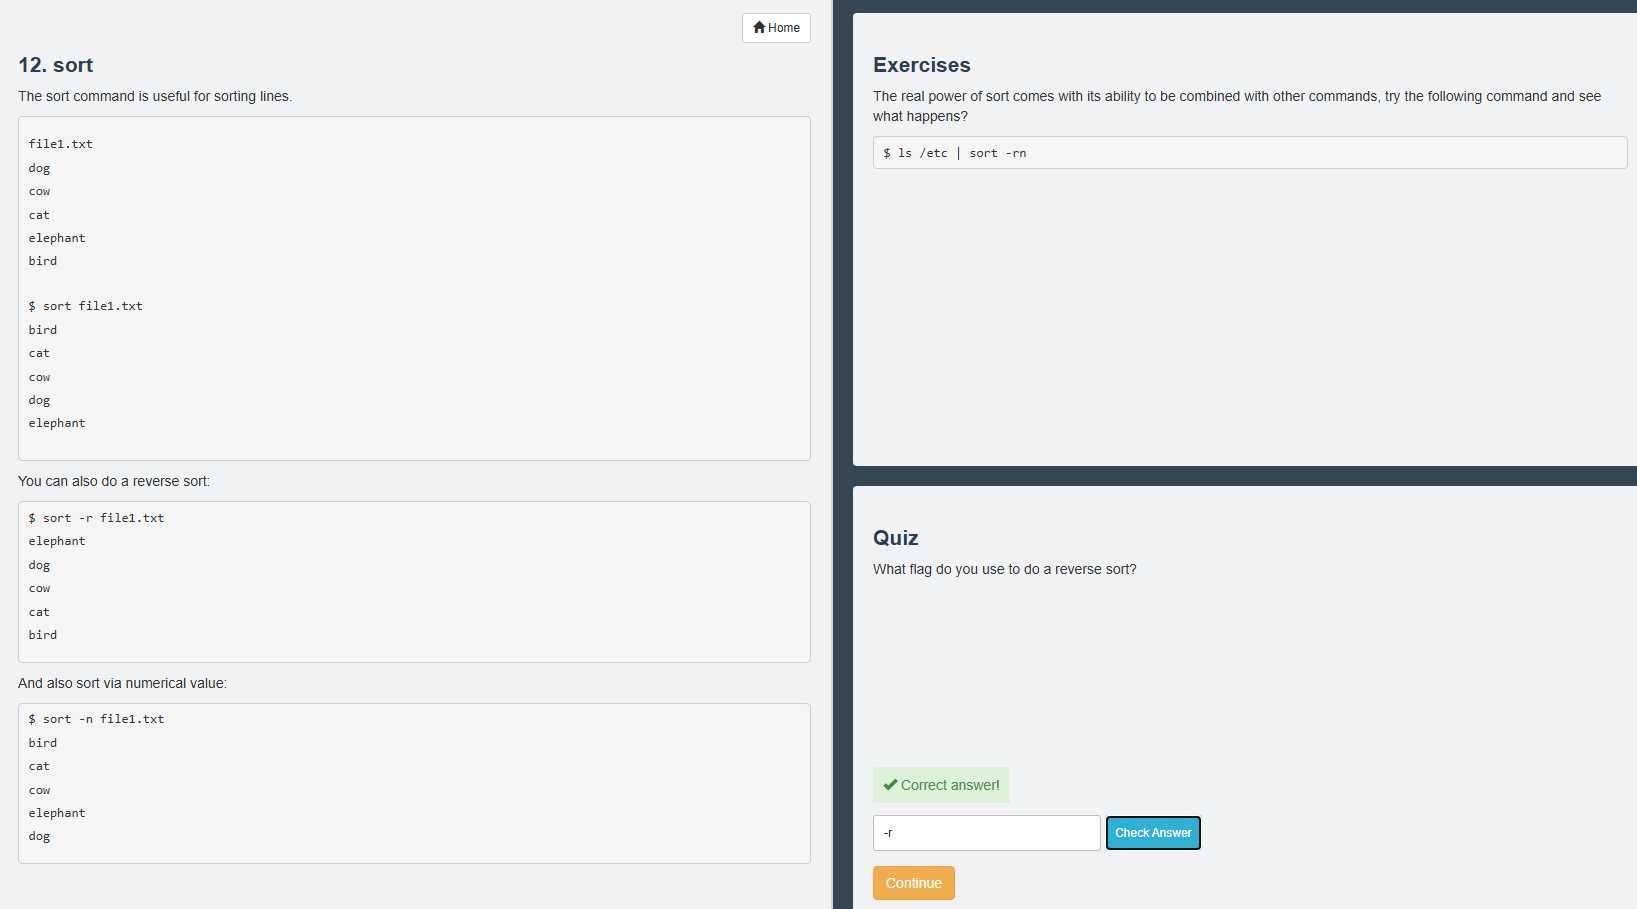 Home
12. sort
The sort command is useful for sorting lines.
file1.txt
dog
cow
cat
elephant
bird
$ sort file1.txt
bird
cat
cow
dog
elephant
You can also do a reverse sort:
$ sort -r file1.txt
elephant
dog
cow
cat
bird
And also sort via numerical value:
$ sort -n file1.txt
bird
cat
cow
elephant
dog
Exercises
The real power of sort comes with its ability to be combined with other commands, try the following command and see
what happens?
$ ls /etc | sort -rn
Quiz
What flag do you use to do a reverse sort?
Correct answer!
-r
Check Answer
Continue